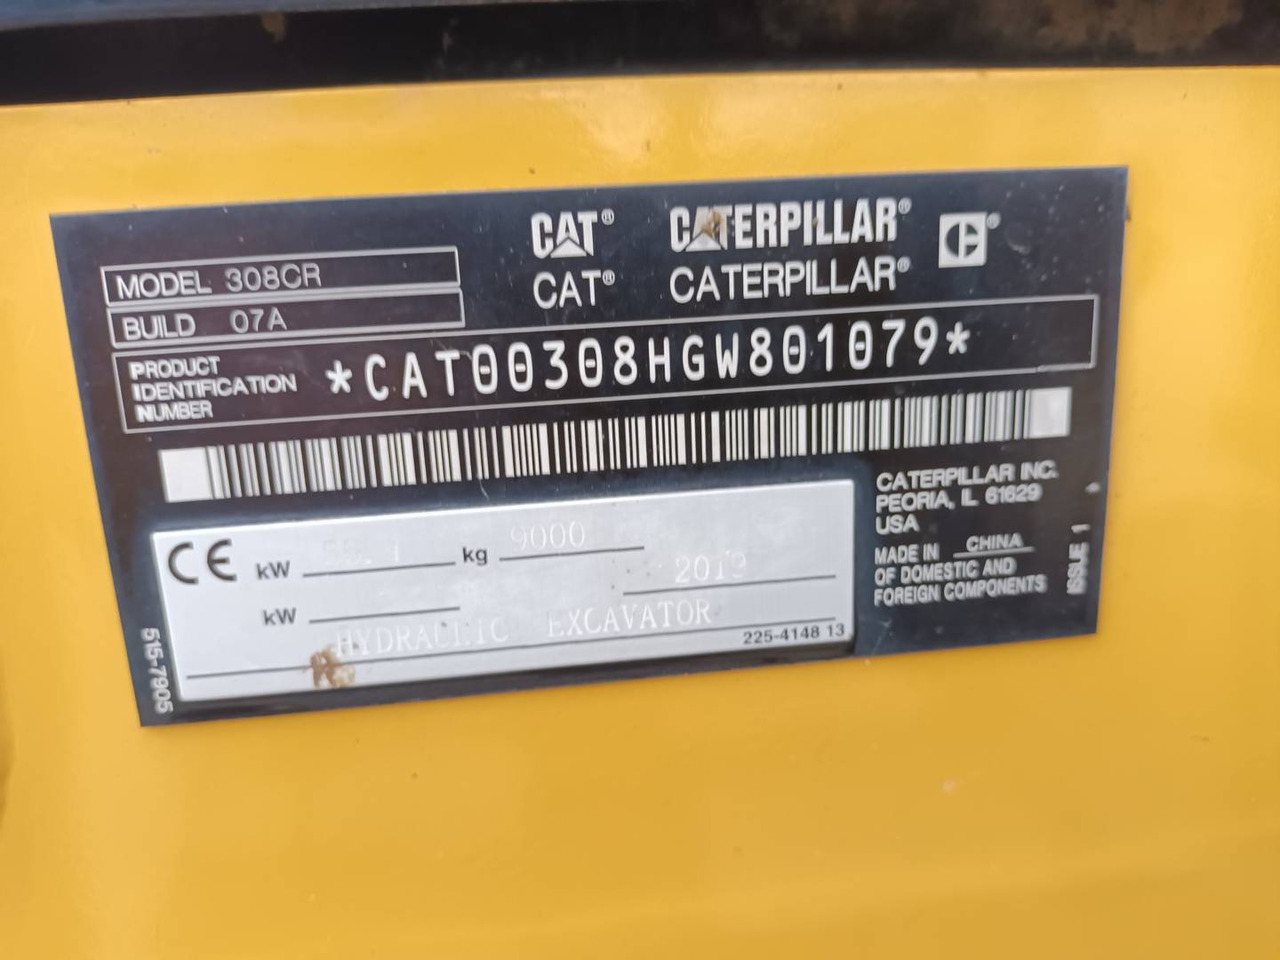 CAT® CATERPILLAR®
CAT® CATERPILLAR®
MODEL 308CR
BUILD 07A
PRODUCT
IDENTIFICATION
NUMBER
*CAT00308HGW801079*
CE kW kg 9000
2019
kW
HYDRAULIC EXCAVATOR
225-4148 13
515-7905
CATERPILLAR INC.
PEORIA, IL 61629
USA
MADE IN CHINA
OF DOMESTIC AND
FOREIGN COMPONENTS
ISSUE 1